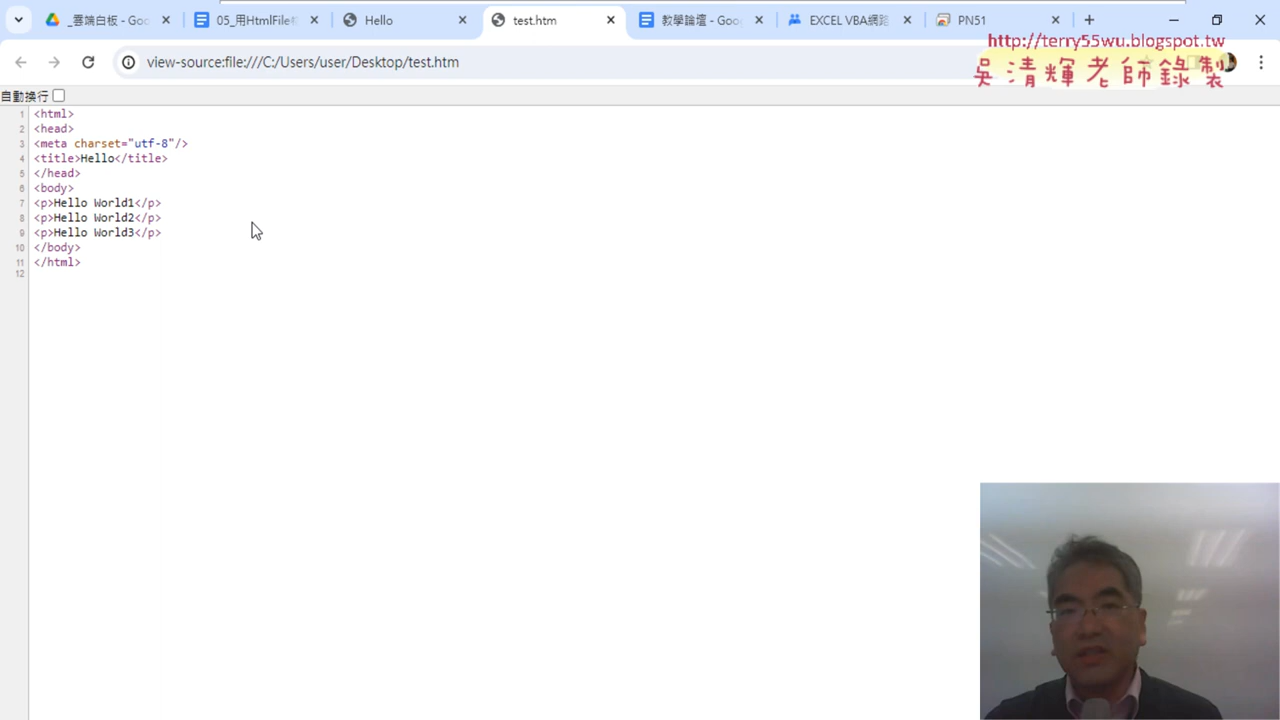 _雲端白板 - Goo
05_用HtmlFile
Hello
test.htm
教學論壇 - Goo
EXCEL VBA網路
PN51
http://terry55wu.blogspot.tw
view-source:file:///C:/Users/user/Desktop/test.htm
吳清輝老師錄製
自動換行
1 <html>
2 <head>
3 <meta charset="utf-8"/>
4 <title>Hello</title>
5 </head>
6 <body>
7 <p>Hello World1</p>
8 <p>Hello World2</p>
9 <p>Hello World3</p>
10 </body>
11 </html>
12